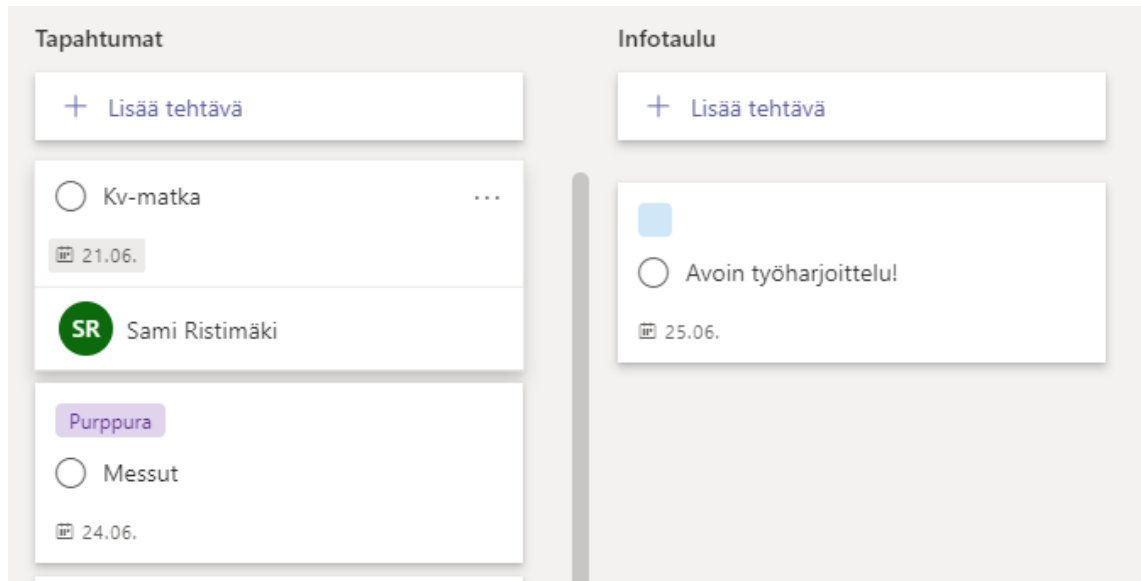 Tapahtumat
+ Lisää tehtävä
Kv-matka
21.06.
SR Sami Ristimäki
Purppura
Messut
24.06.
Infotaulu
+ Lisää tehtävä
Avoin työharjoittelu!
25.06.